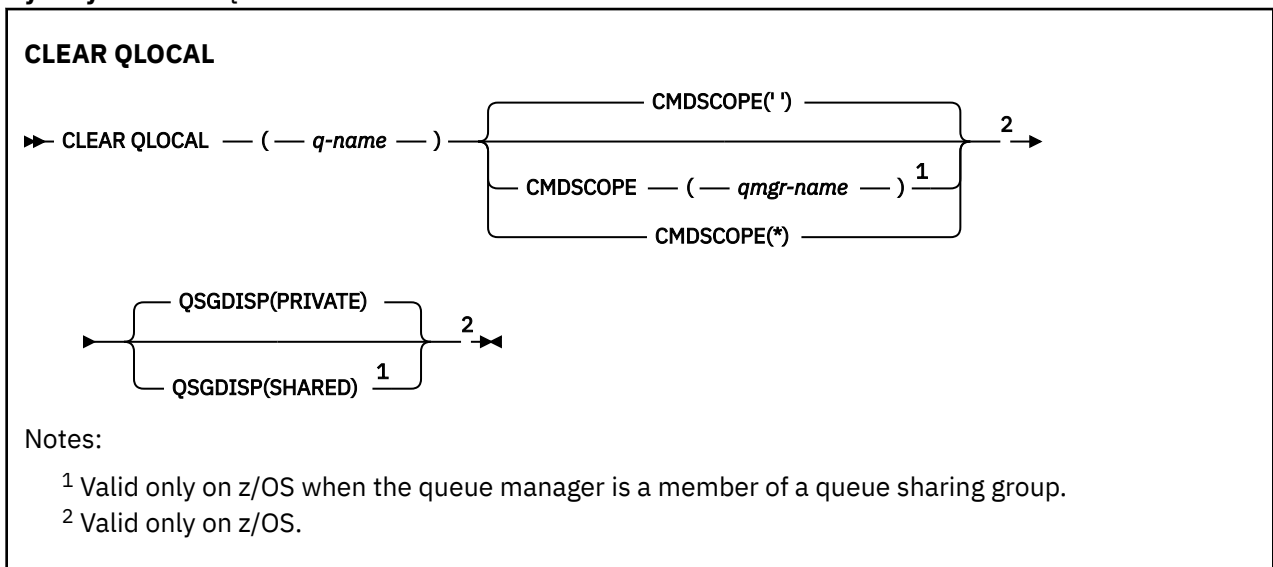 CLEAR QLOCAL
CMDSCOPE(' ')
CLEAR QLOCAL ( q-name ) 2
CMDSCOPE ( qmgr-name ) 1
CMDSCOPE(*)
QSGDISP(PRIVATE)
2
QSGDISP(SHARED) 1
Notes:
1 Valid only on z/OS when the queue manager is a member of a queue sharing group.
2 Valid only on z/OS.